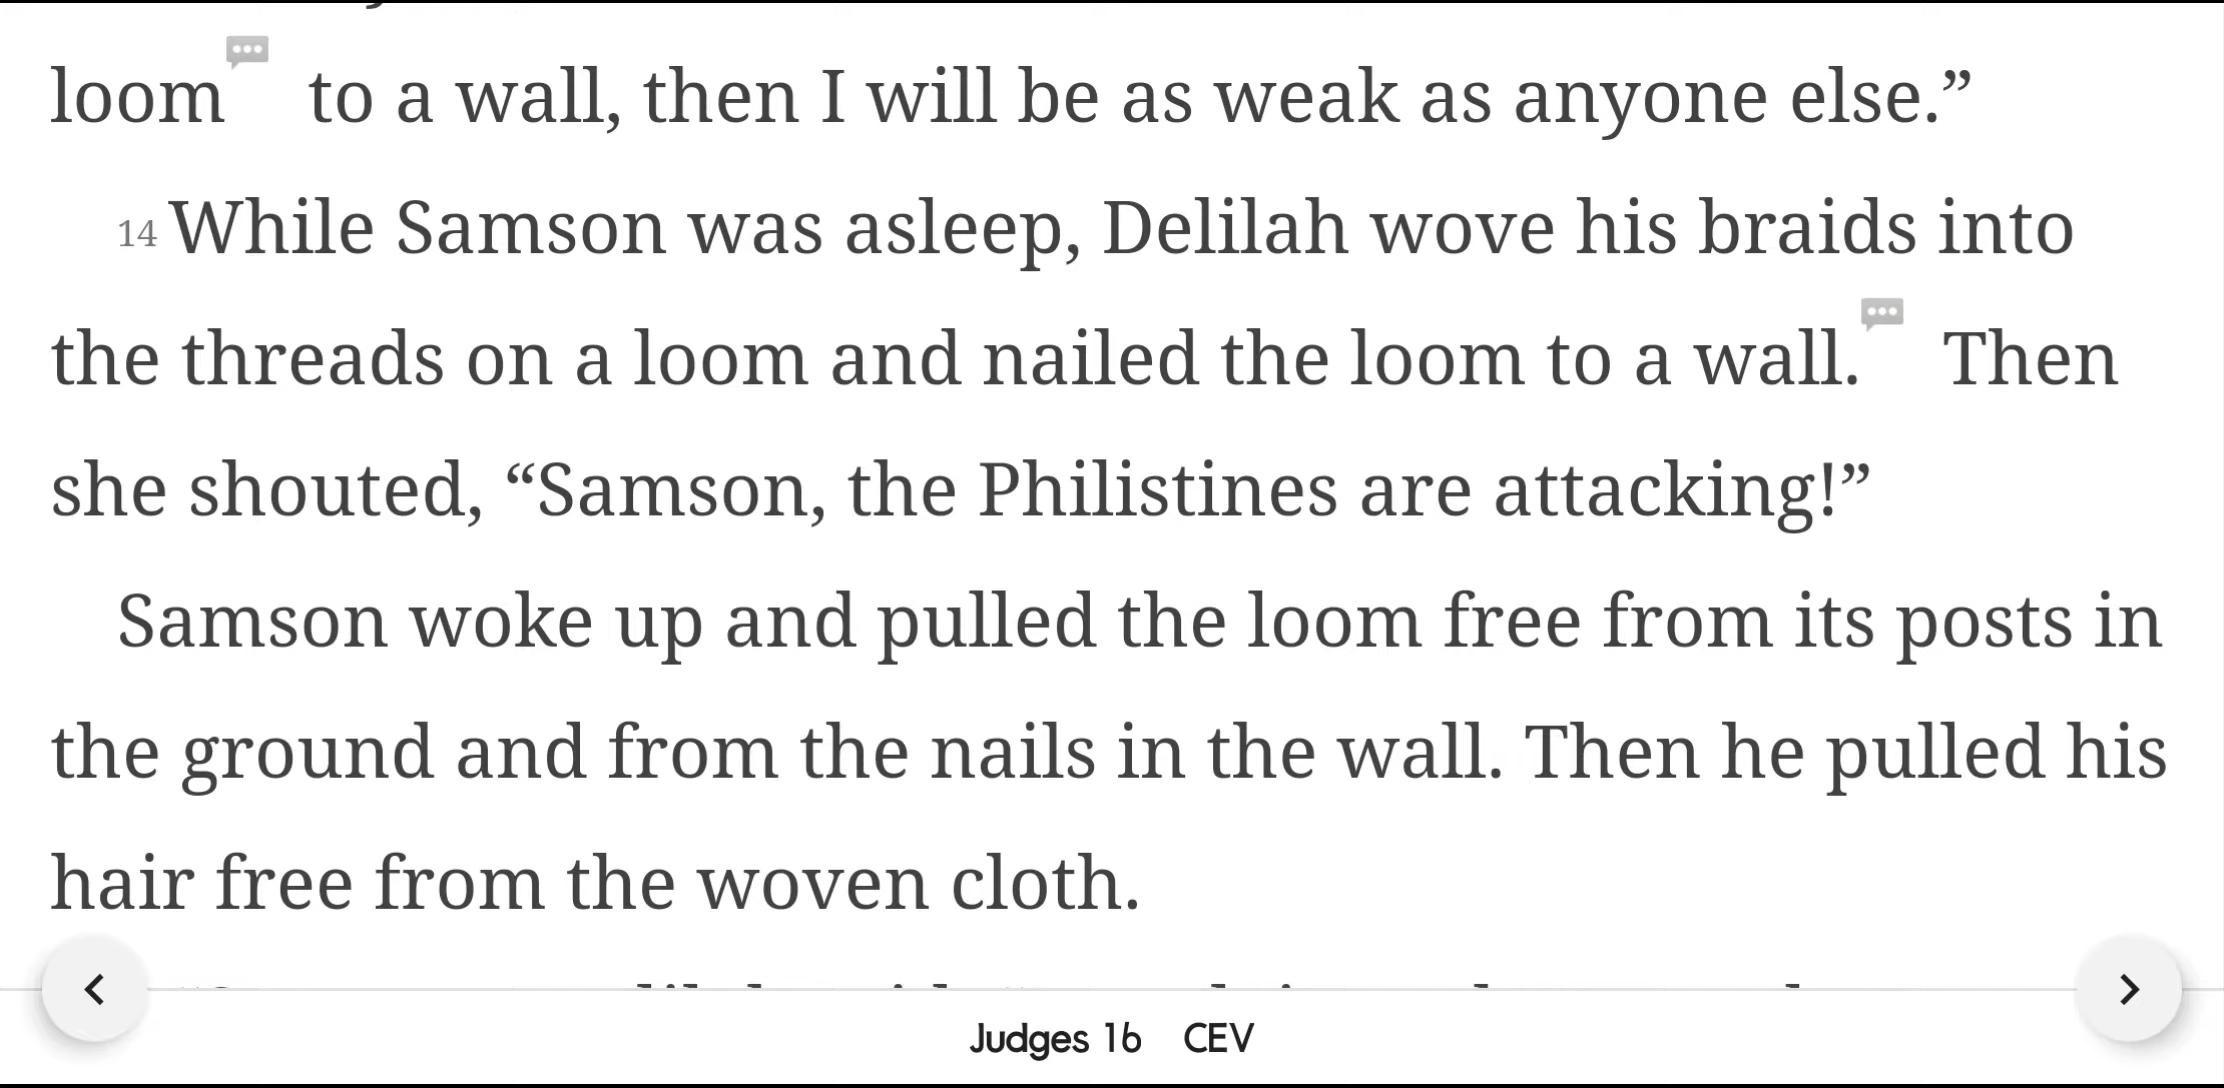 loom to a wall, then I will be as weak as anyone else.”
14 While Samson was asleep, Delilah wove his braids into
the threads on a loom and nailed the loom to a wall. Then
she shouted, “Samson, the Philistines are attacking!”
Samson woke up and pulled the loom free from its posts in
the ground and from the nails in the wall. Then he pulled his
hair free from the woven cloth.
Judges 16 CEV